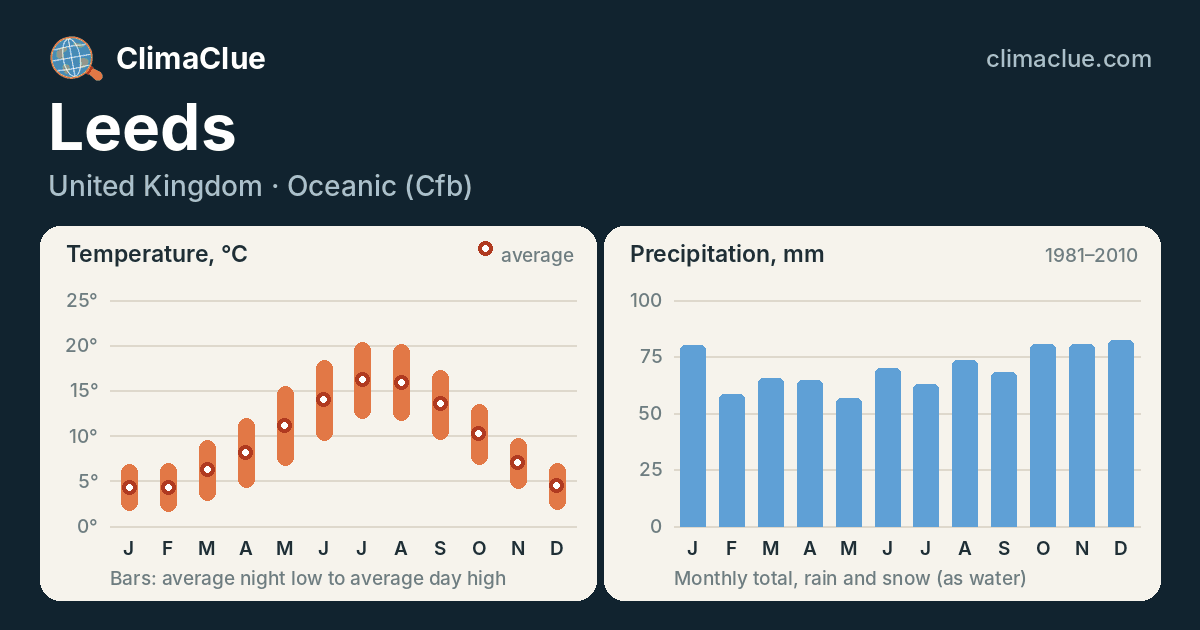 ClimaClue
climaclue.com
Leeds
United Kingdom · Oceanic (Cfb)
Temperature, °C
average
25°
20°
15°
10°
5°
0°
J F M A M J J A S O N D
Bars: average night low to average day high
Precipitation, mm
1981–2010
100
75
50
25
0
J F M A M J J A S O N D
Monthly total, rain and snow (as water)